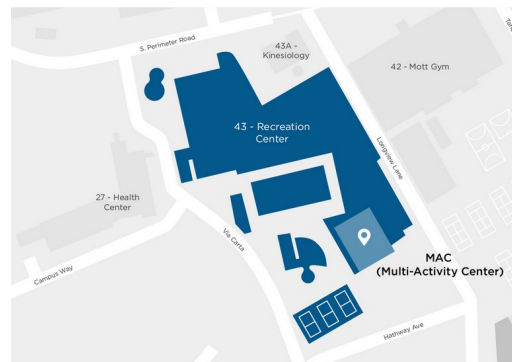 S. Perimeter Road
43A -
Kinesiology
42 - Mott Gym
43 - Recreation
Center
Longview Lane
27 - Health
Center
Via Carta
MAC
(Multi-Activity Center)
Campus Way
Hathway Ave